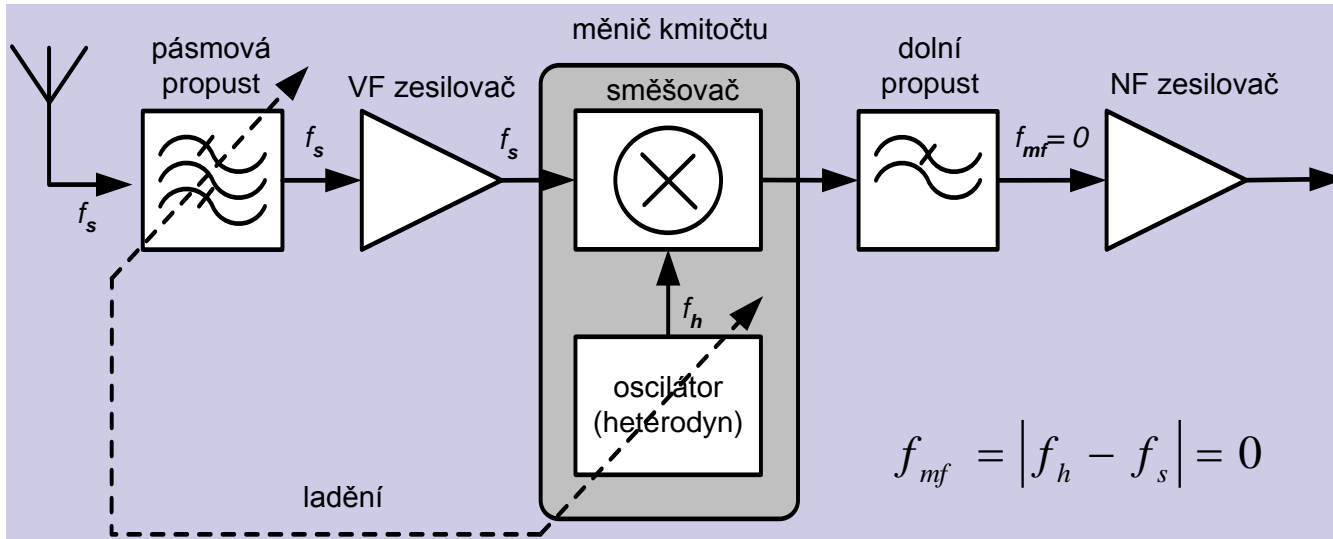 měnič kmitočtu
pásmová
propust
VF zesilovač
směšovač
dolní
propust
NF zesilovač
f_s
f_s
f_s
f_mf = 0
f_h
oscilátor
(heterodyn)
ladění
f_mf = |f_h − f_s| = 0